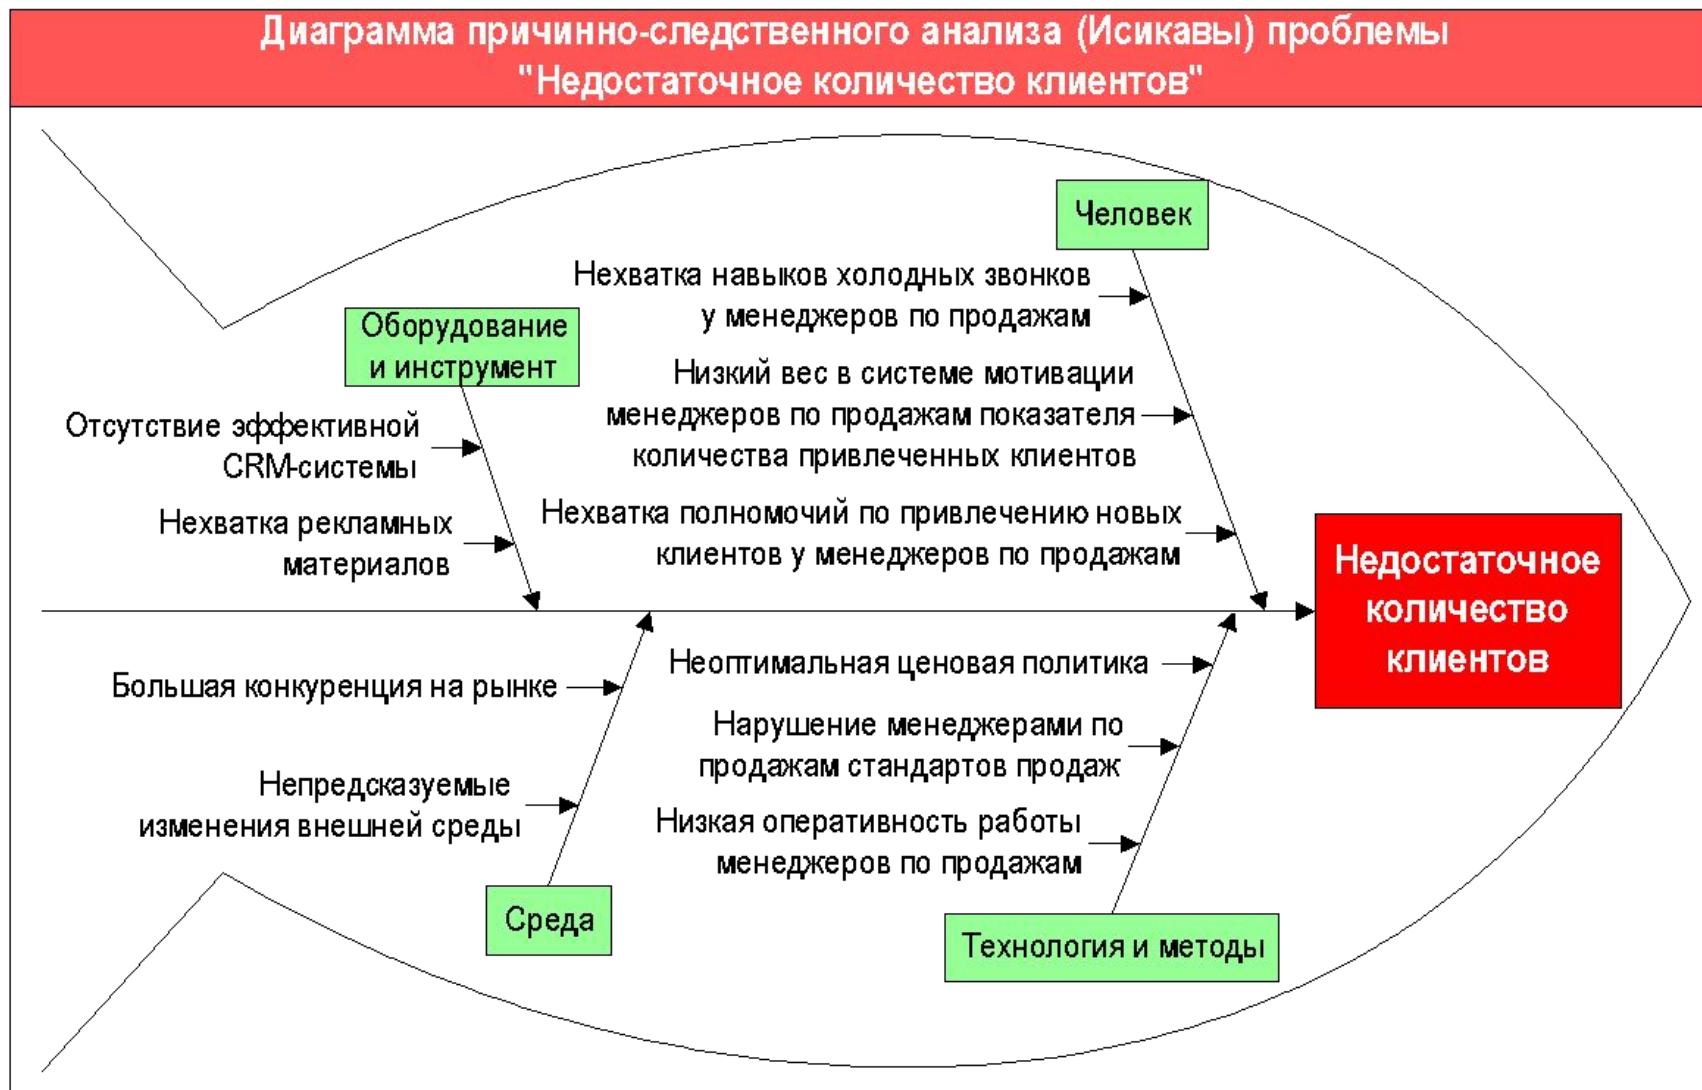 Диаграмма причинно-следственного анализа (Исикавы) проблемы
"Недостаточное количество клиентов"
Человек
Нехватка навыков холодных звонков
у менеджеров по продажам
Низкий вес в системе мотивации
менеджеров по продажам показателя
количества привлеченных клиентов
Нехватка полномочий по привлечению новых
клиентов у менеджеров по продажам
Оборудование
и инструмент
Отсутствие эффективной
CRM-системы
Нехватка рекламных
материалов
Недостаточное
количество
клиентов
Большая конкуренция на рынке
Непредсказуемые
изменения внешней среды
Среда
Неоптимальная ценовая политика
Нарушение менеджерами по
продажам стандартов продаж
Низкая оперативность работы
менеджеров по продажам
Технология и методы